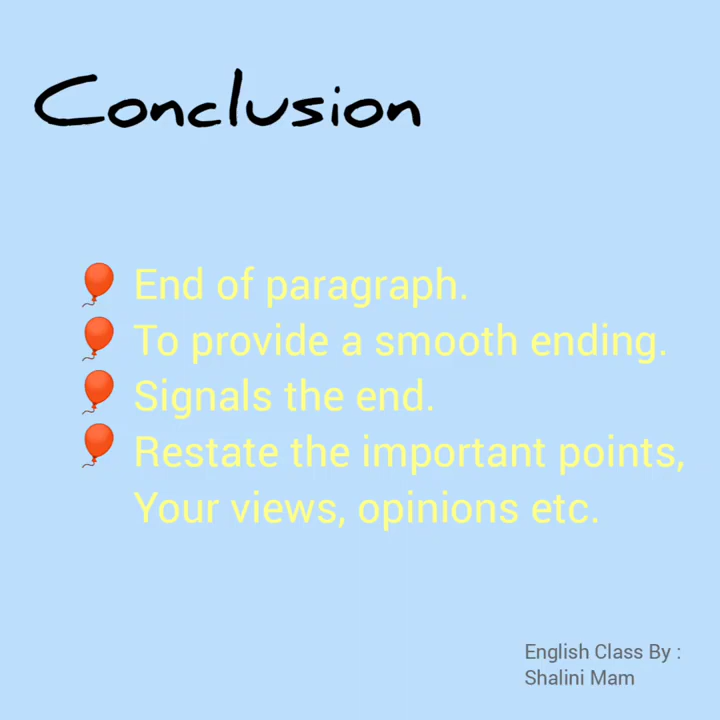 Conclusion
End of paragraph.
To provide a smooth ending.
Signals the end.
Restate the important points,
Your views, opinions etc.
English Class By :
Shalini Mam